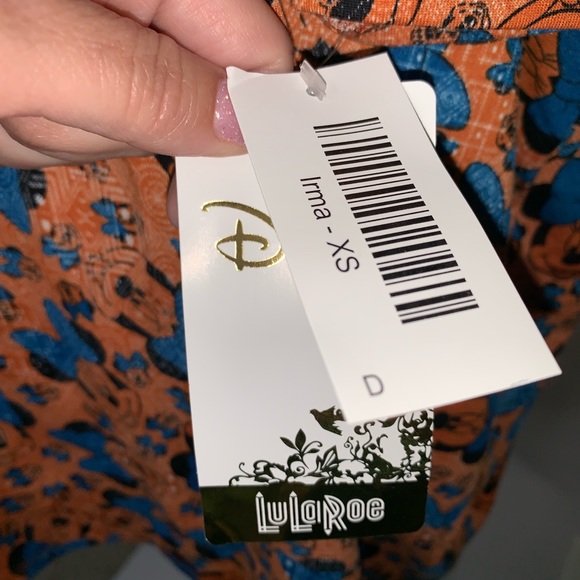 Irma - XS
D
D
LuLaRoe